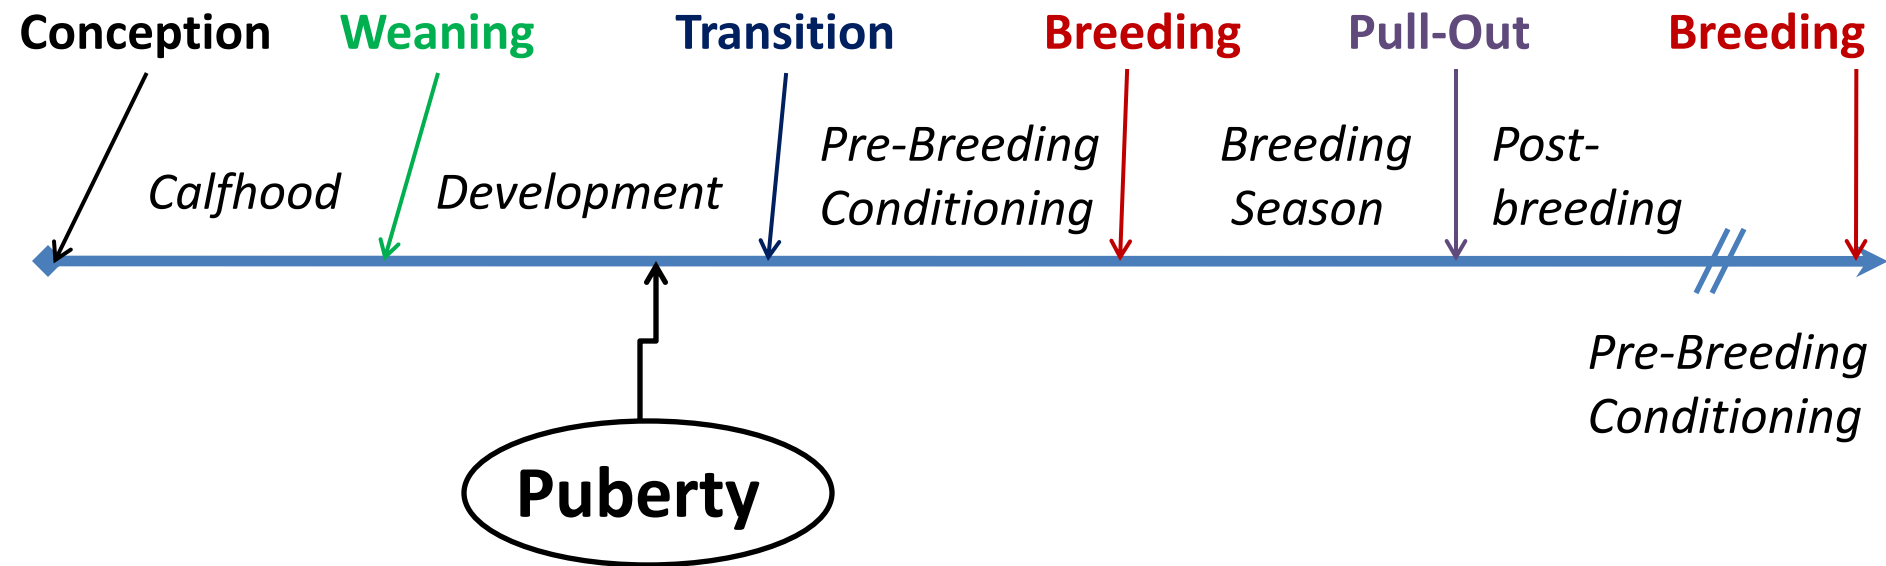 Conception Weaning Transition Breeding Pull-Out Breeding
Calfhood
Development
Pre-Breeding
Conditioning
Breeding
Season
Post-
breeding
Puberty
Pre-Breeding
Conditioning